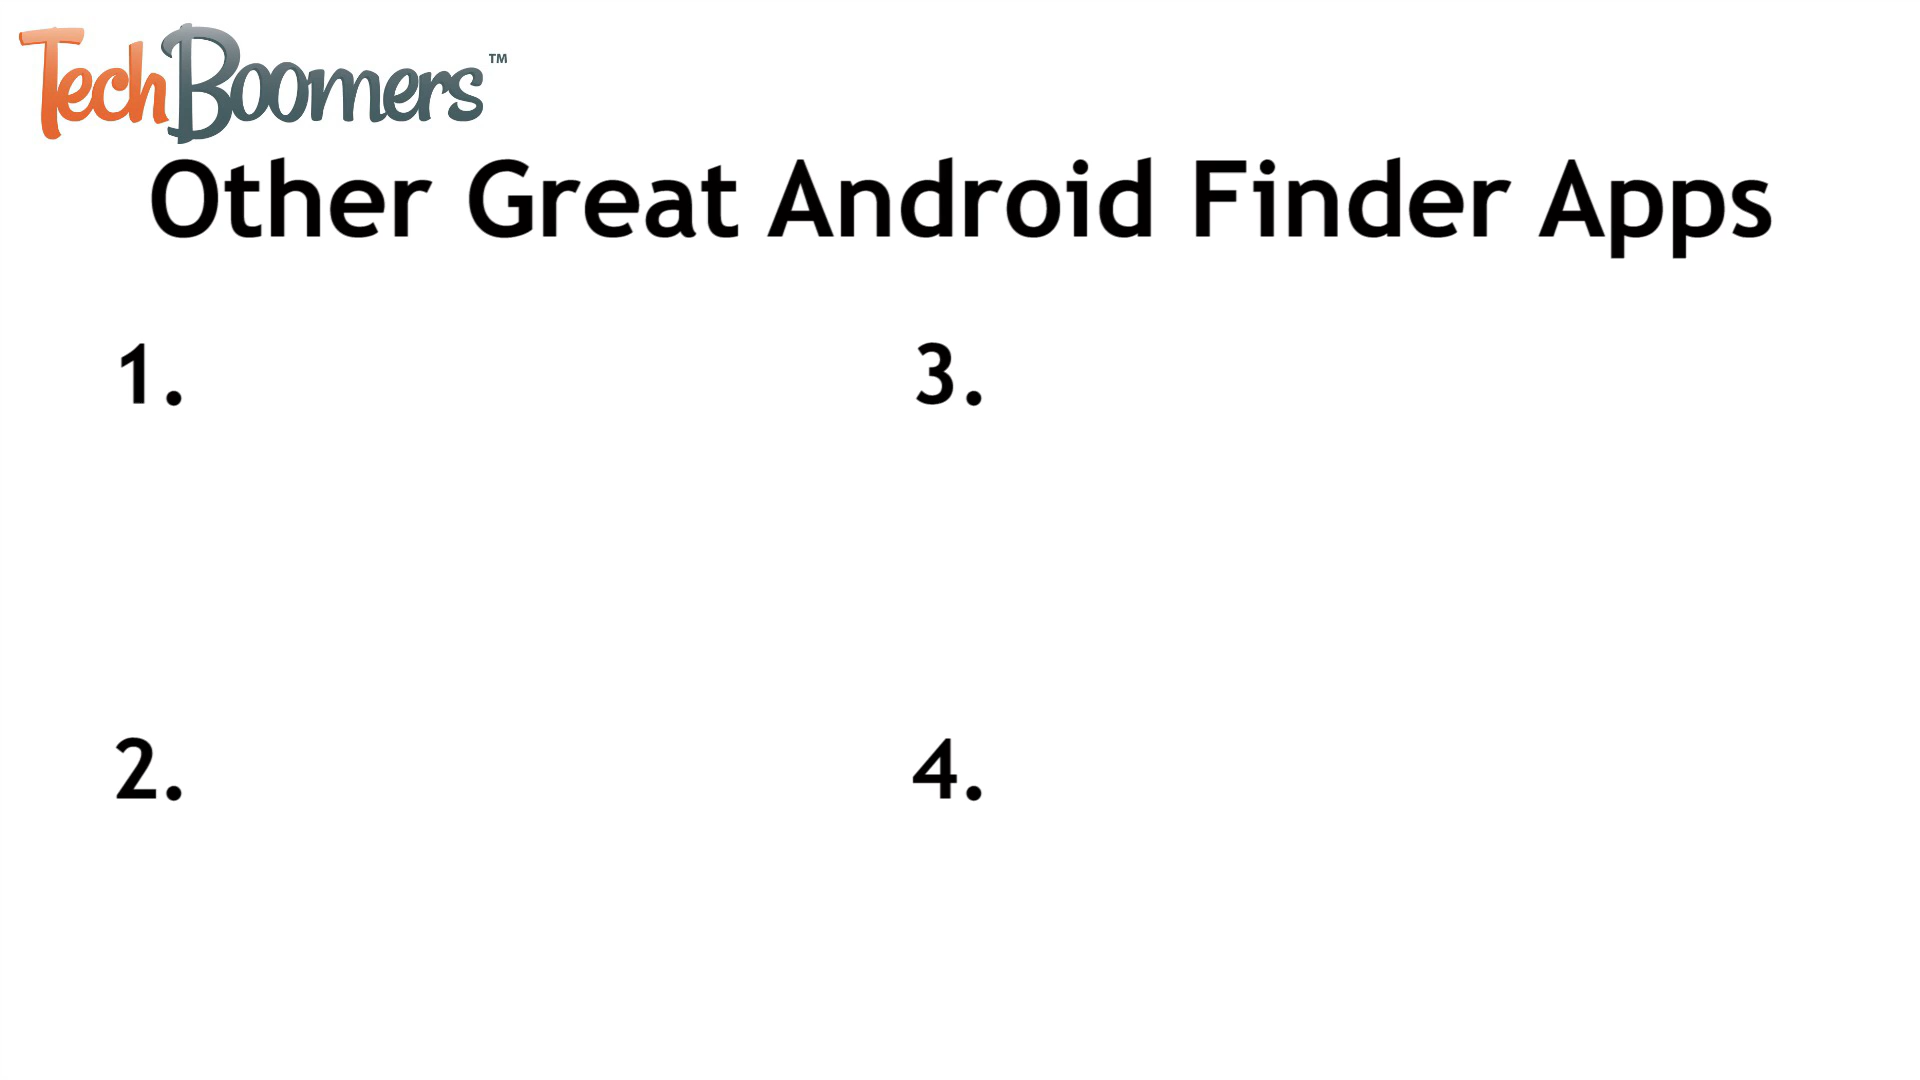 TechBoomers™
Other Great Android Finder Apps
1.
3.
2.
4.